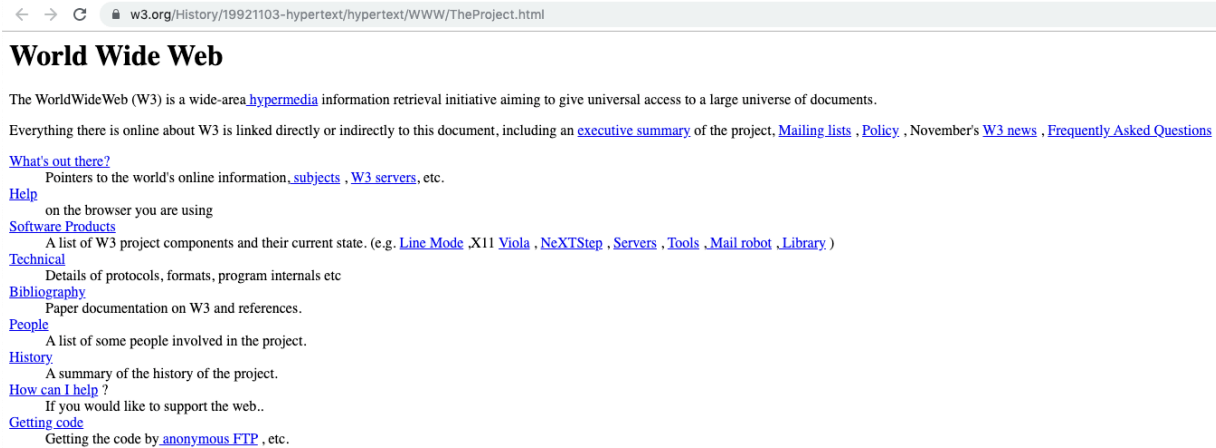 w3.org/History/19921103-hypertext/hypertext/WWW/TheProject.html
World Wide Web
The WorldWideWeb (W3) is a wide-area hypermedia information retrieval initiative aiming to give universal access to a large universe of documents.
Everything there is online about W3 is linked directly or indirectly to this document, including an executive summary of the project, Mailing lists , Policy , November's W3 news , Frequently Asked Questions
What's out there?
Pointers to the world's online information, subjects , W3 servers, etc.
Help
on the browser you are using
Software Products
A list of W3 project components and their current state. (e.g. Line Mode ,X11 Viola , NeXTStep , Servers , Tools , Mail robot , Library )
Technical
Details of protocols, formats, program internals etc
Bibliography
Paper documentation on W3 and references.
People
A list of some people involved in the project.
History
A summary of the history of the project.
How can I help ?
If you would like to support the web..
Getting code
Getting the code by anonymous FTP , etc.